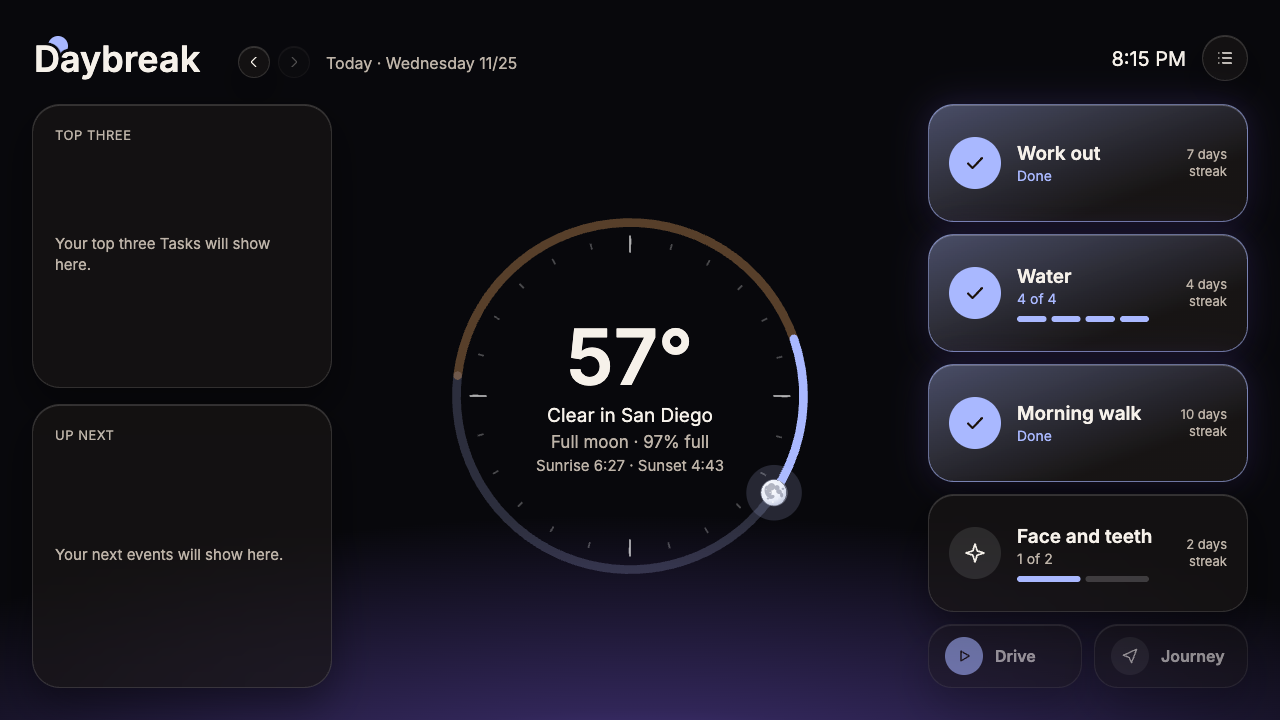 Daybreak
Today · Wednesday 11/25
8:15 PM
TOP THREE
Your top three Tasks will show
here.
UP NEXT
Your next events will show here.
57°
Clear in San Diego
Full moon · 97% full
Sunrise 6:27 · Sunset 4:43
Work out
Done
7 days
streak
Water
4 of 4
4 days
streak
Morning walk
Done
10 days
streak
Face and teeth
1 of 2
2 days
streak
Drive
Journey